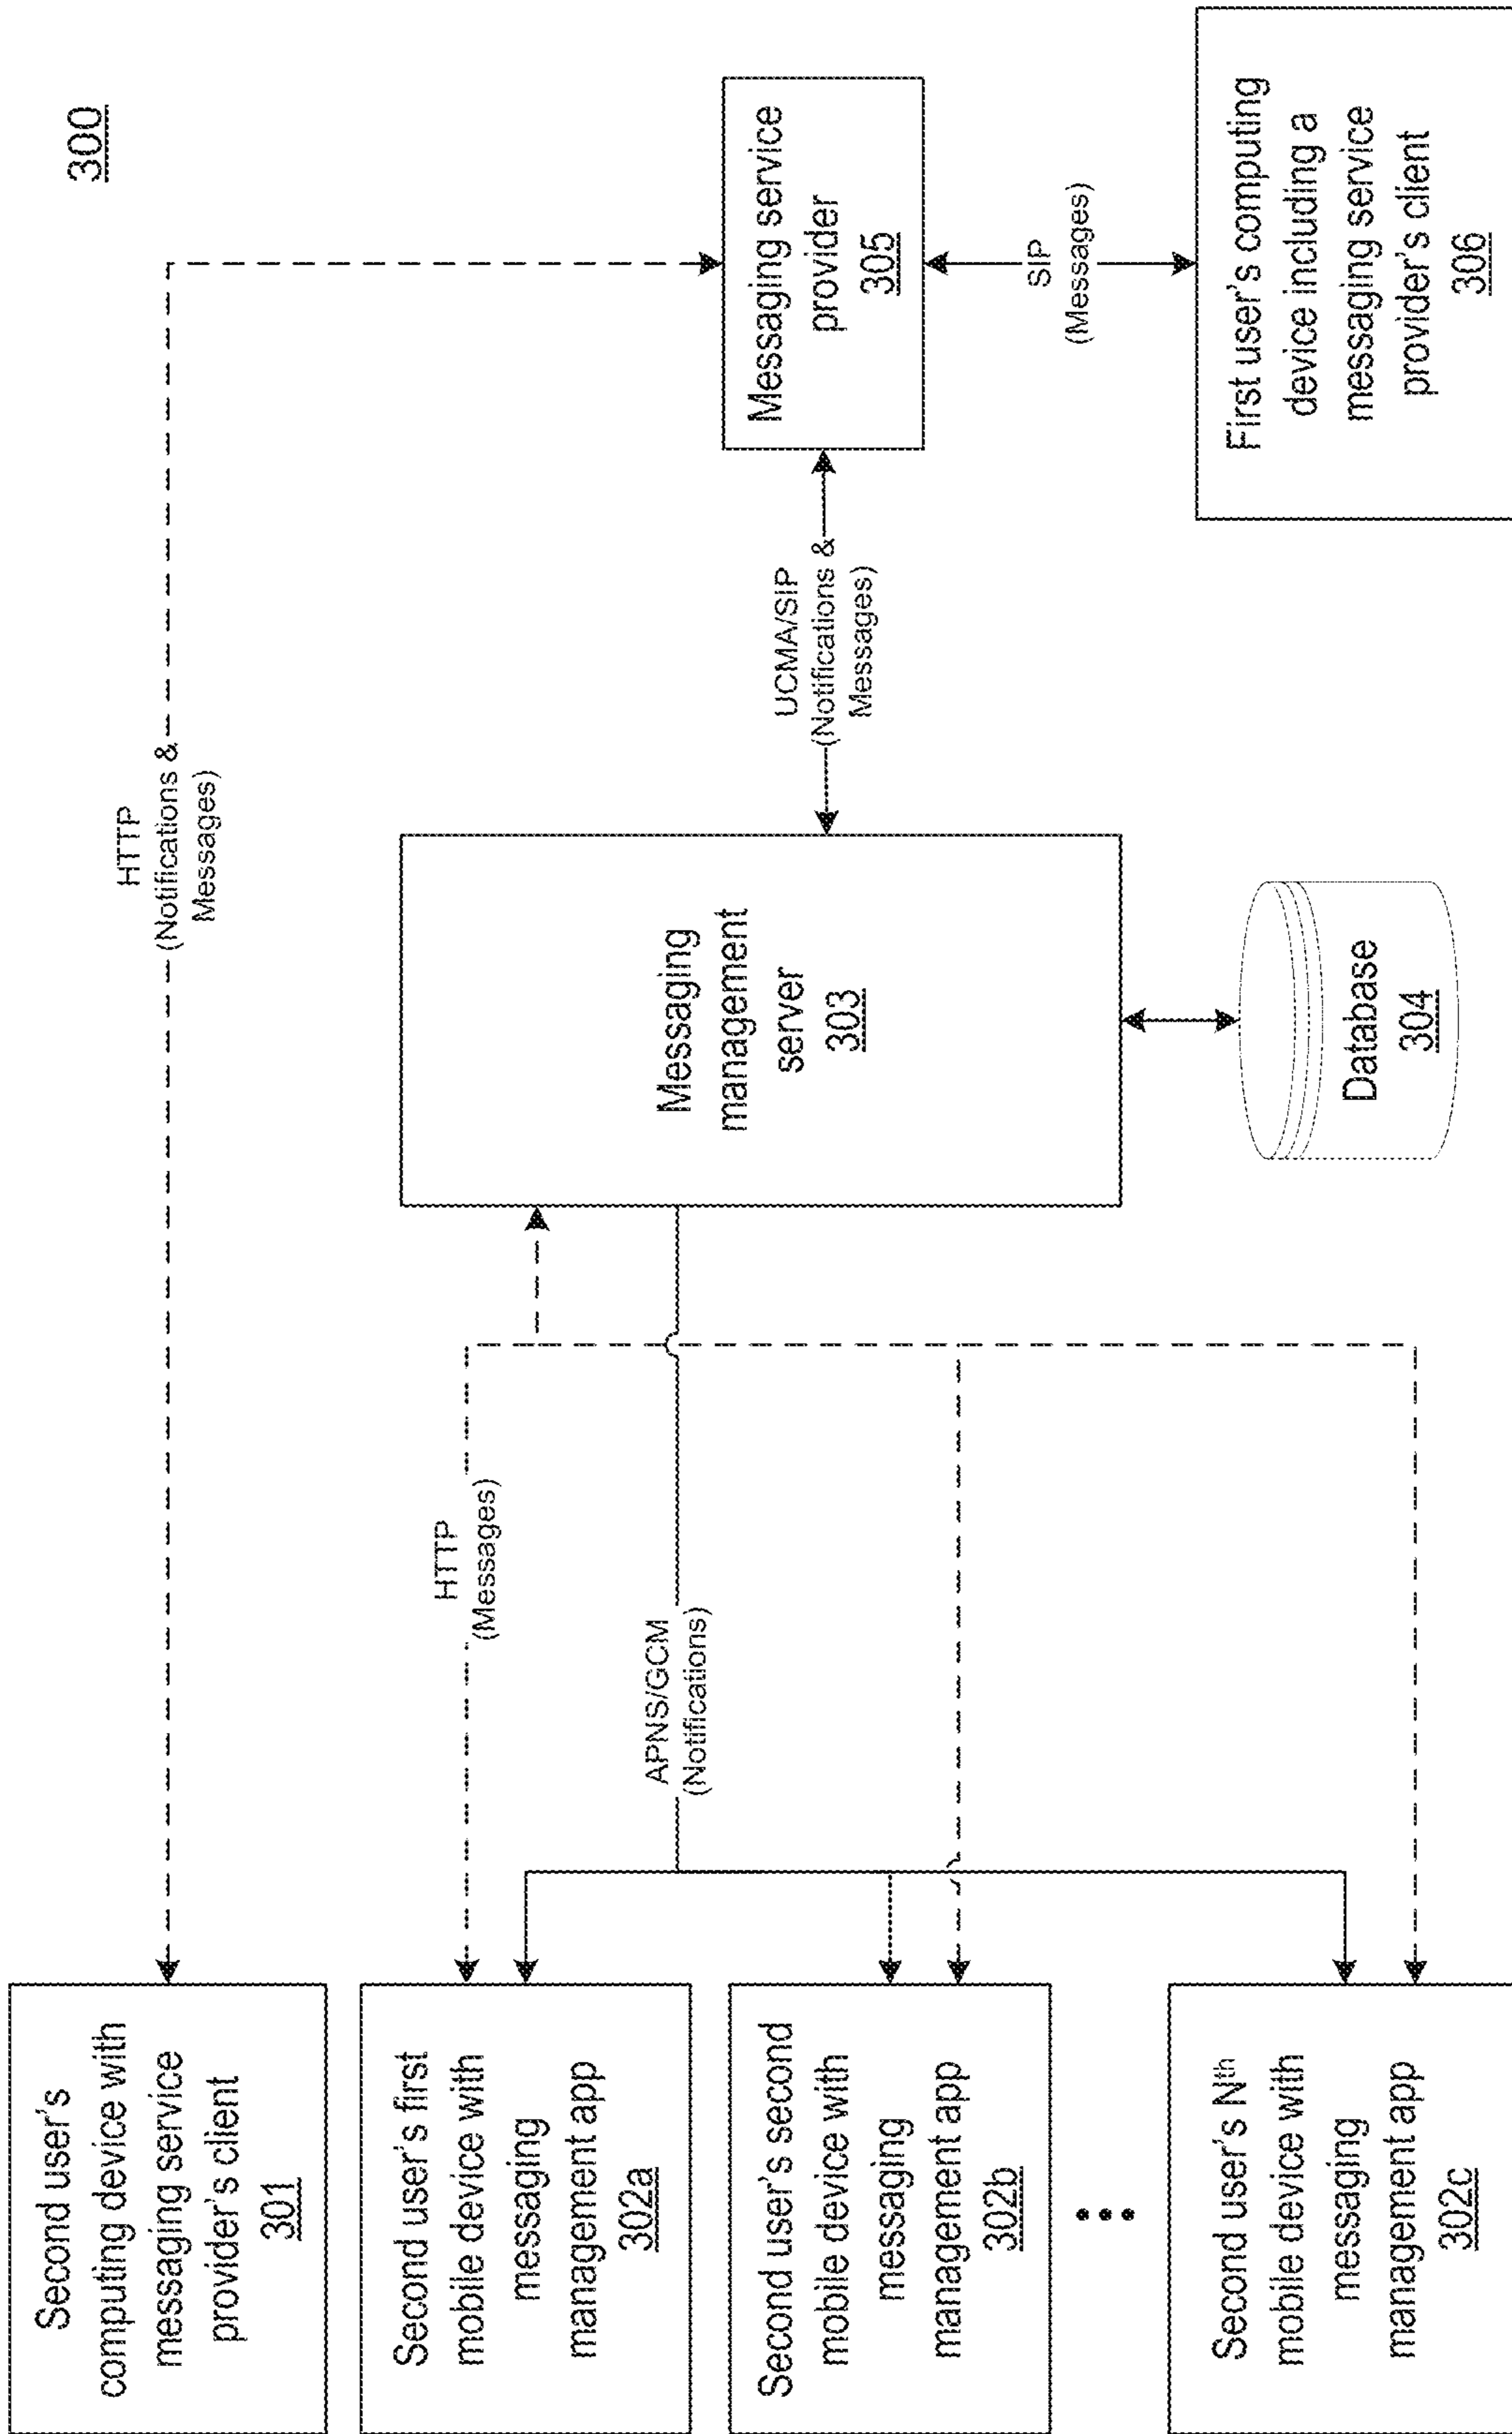 300
Second user's
computing device with
messaging service
provider's client
301
HTTP
(Notifications &
Messages)
Second user's first
mobile device with
messaging
management app
302a
HTTP
(Messages)
APNS/GCM
(Notifications)
Second user's second
mobile device with
messaging
management app
302b
Second user's Nth
mobile device with
messaging
management app
302c
Messaging
management
server
303
Database
304
UCMA/SIP
(Notifications &
Messages)
Messaging service
provider
305
SIP
(Messages)
First user's computing
device including a
messaging service
provider's client
306